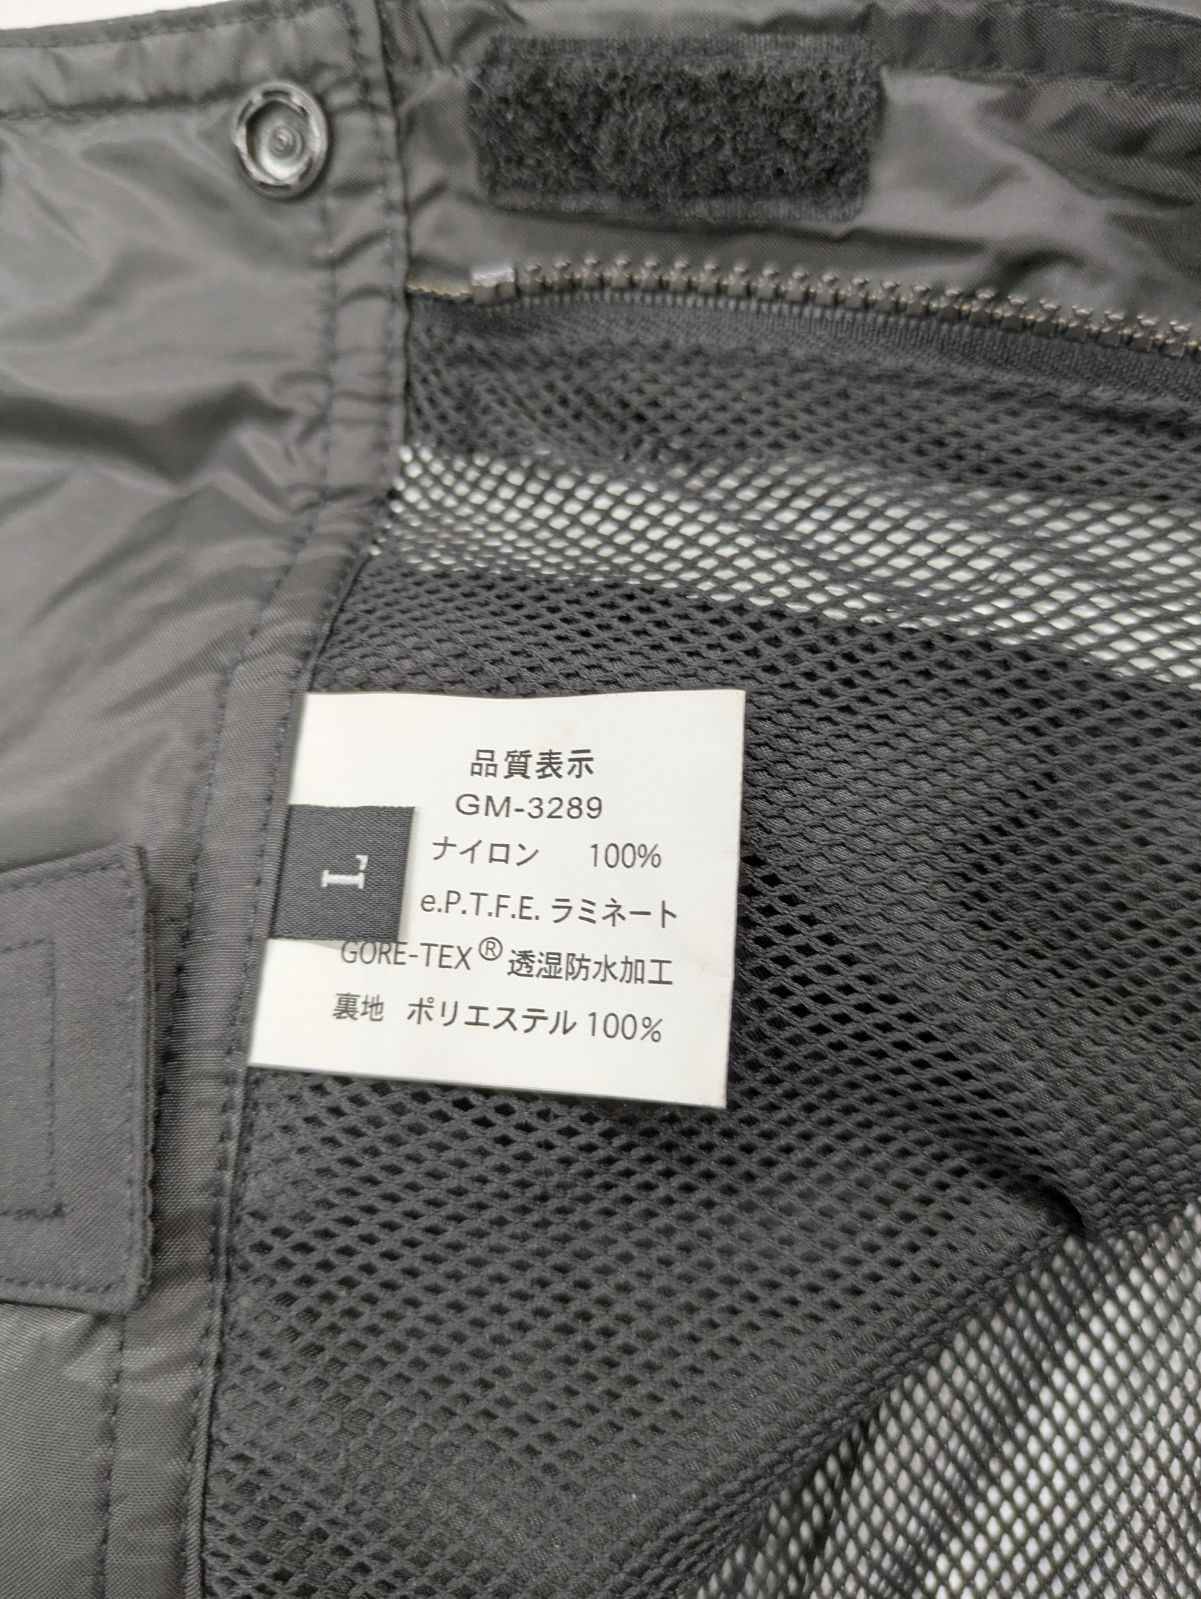 品質表示
GM-3289
ナイロン 100%
e.P.T.F.E. ラミネート
GORE-TEX® 透湿防水加工
裏地 ポリエステル 100%
L